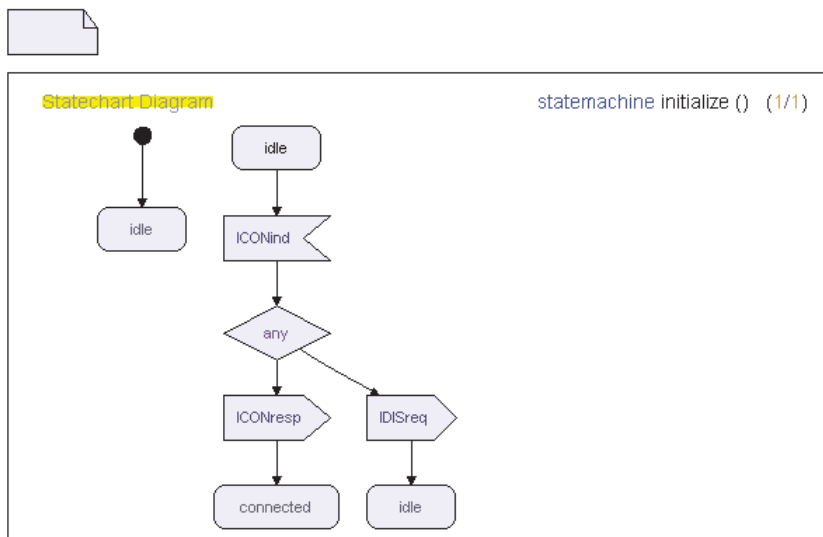 Statechart Diagram
statemachine initialize () (1/1)
idle
idle
ICONind
any
ICONresp
IDISreq
connected
idle